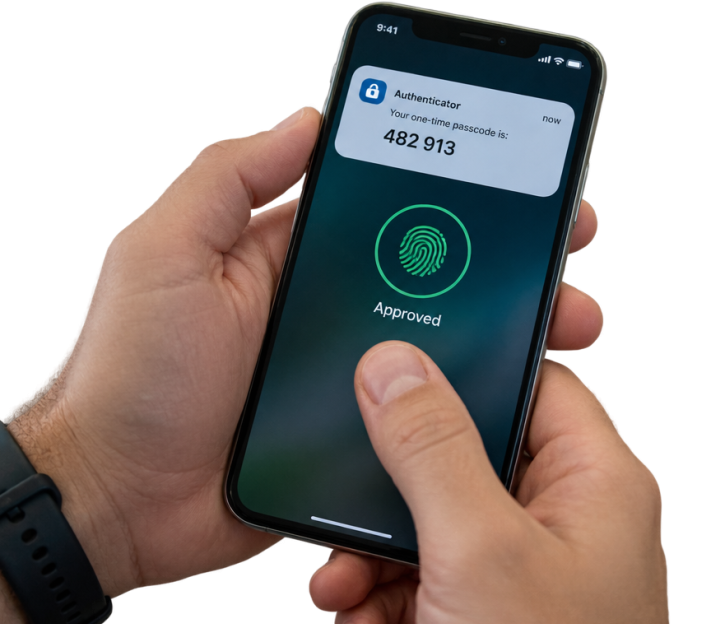 9:41
Authenticator
now
Your one-time passcode is:
482 913
Approved